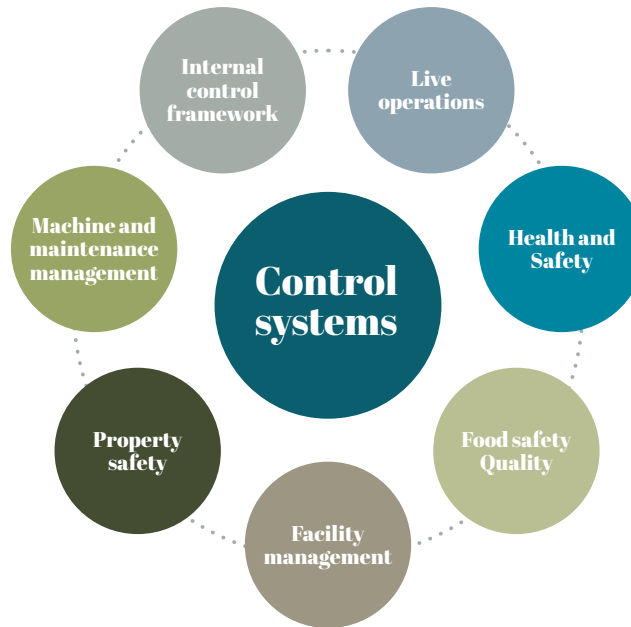 Internal
control
framework
Live
operations
Machine and
maintenance
management
Health and
Safety
Control
systems
Property
safety
Food safety
Quality
Facility
management